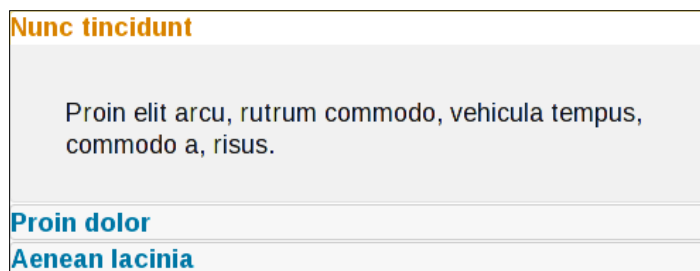 Nunc tincidunt
Proin elit arcu, rutrum commodo, vehicula tempus,
commodo a, risus.
Proin dolor
Aenean lacinia